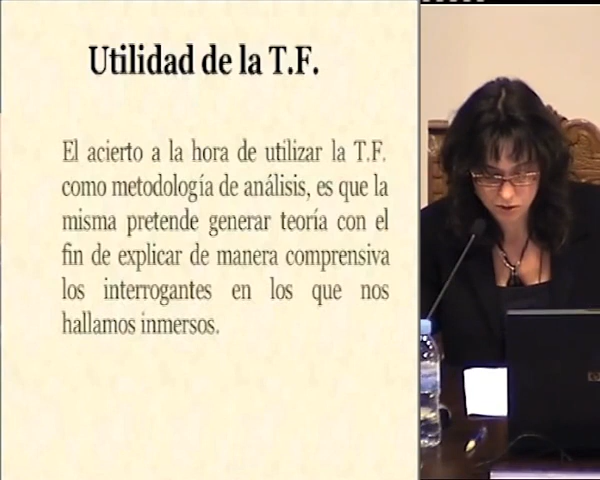 Utilidad de la T.F.
El acierto a la hora de utilizar la T.F.
como metodología de análisis, es que la
misma pretende generar teoría con el
fin de explicar de manera comprensiva
los interrogantes en los que nos
hallamos inmersos.